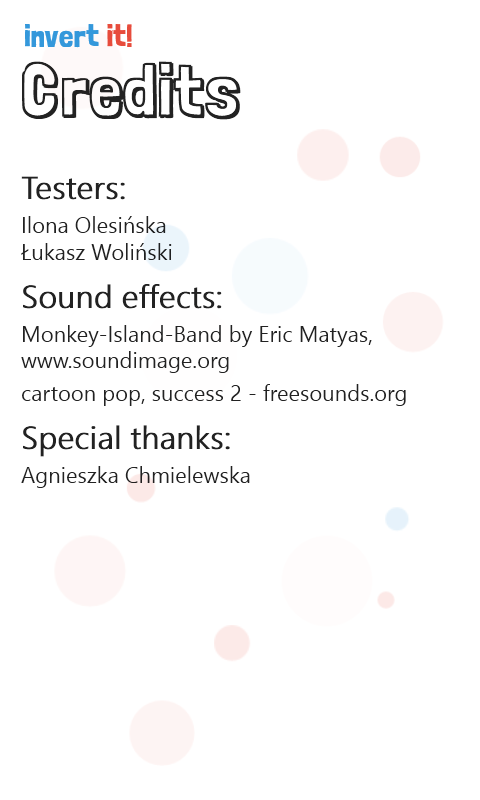 invert it!
Credits
Testers:
Ilona Olesińska
Łukasz Woliński
Sound effects:
Monkey-Island-Band by Eric Matyas,
www.soundimage.org
cartoon pop, success 2 - freesounds.org
Special thanks:
Agnieszka Chmielewska